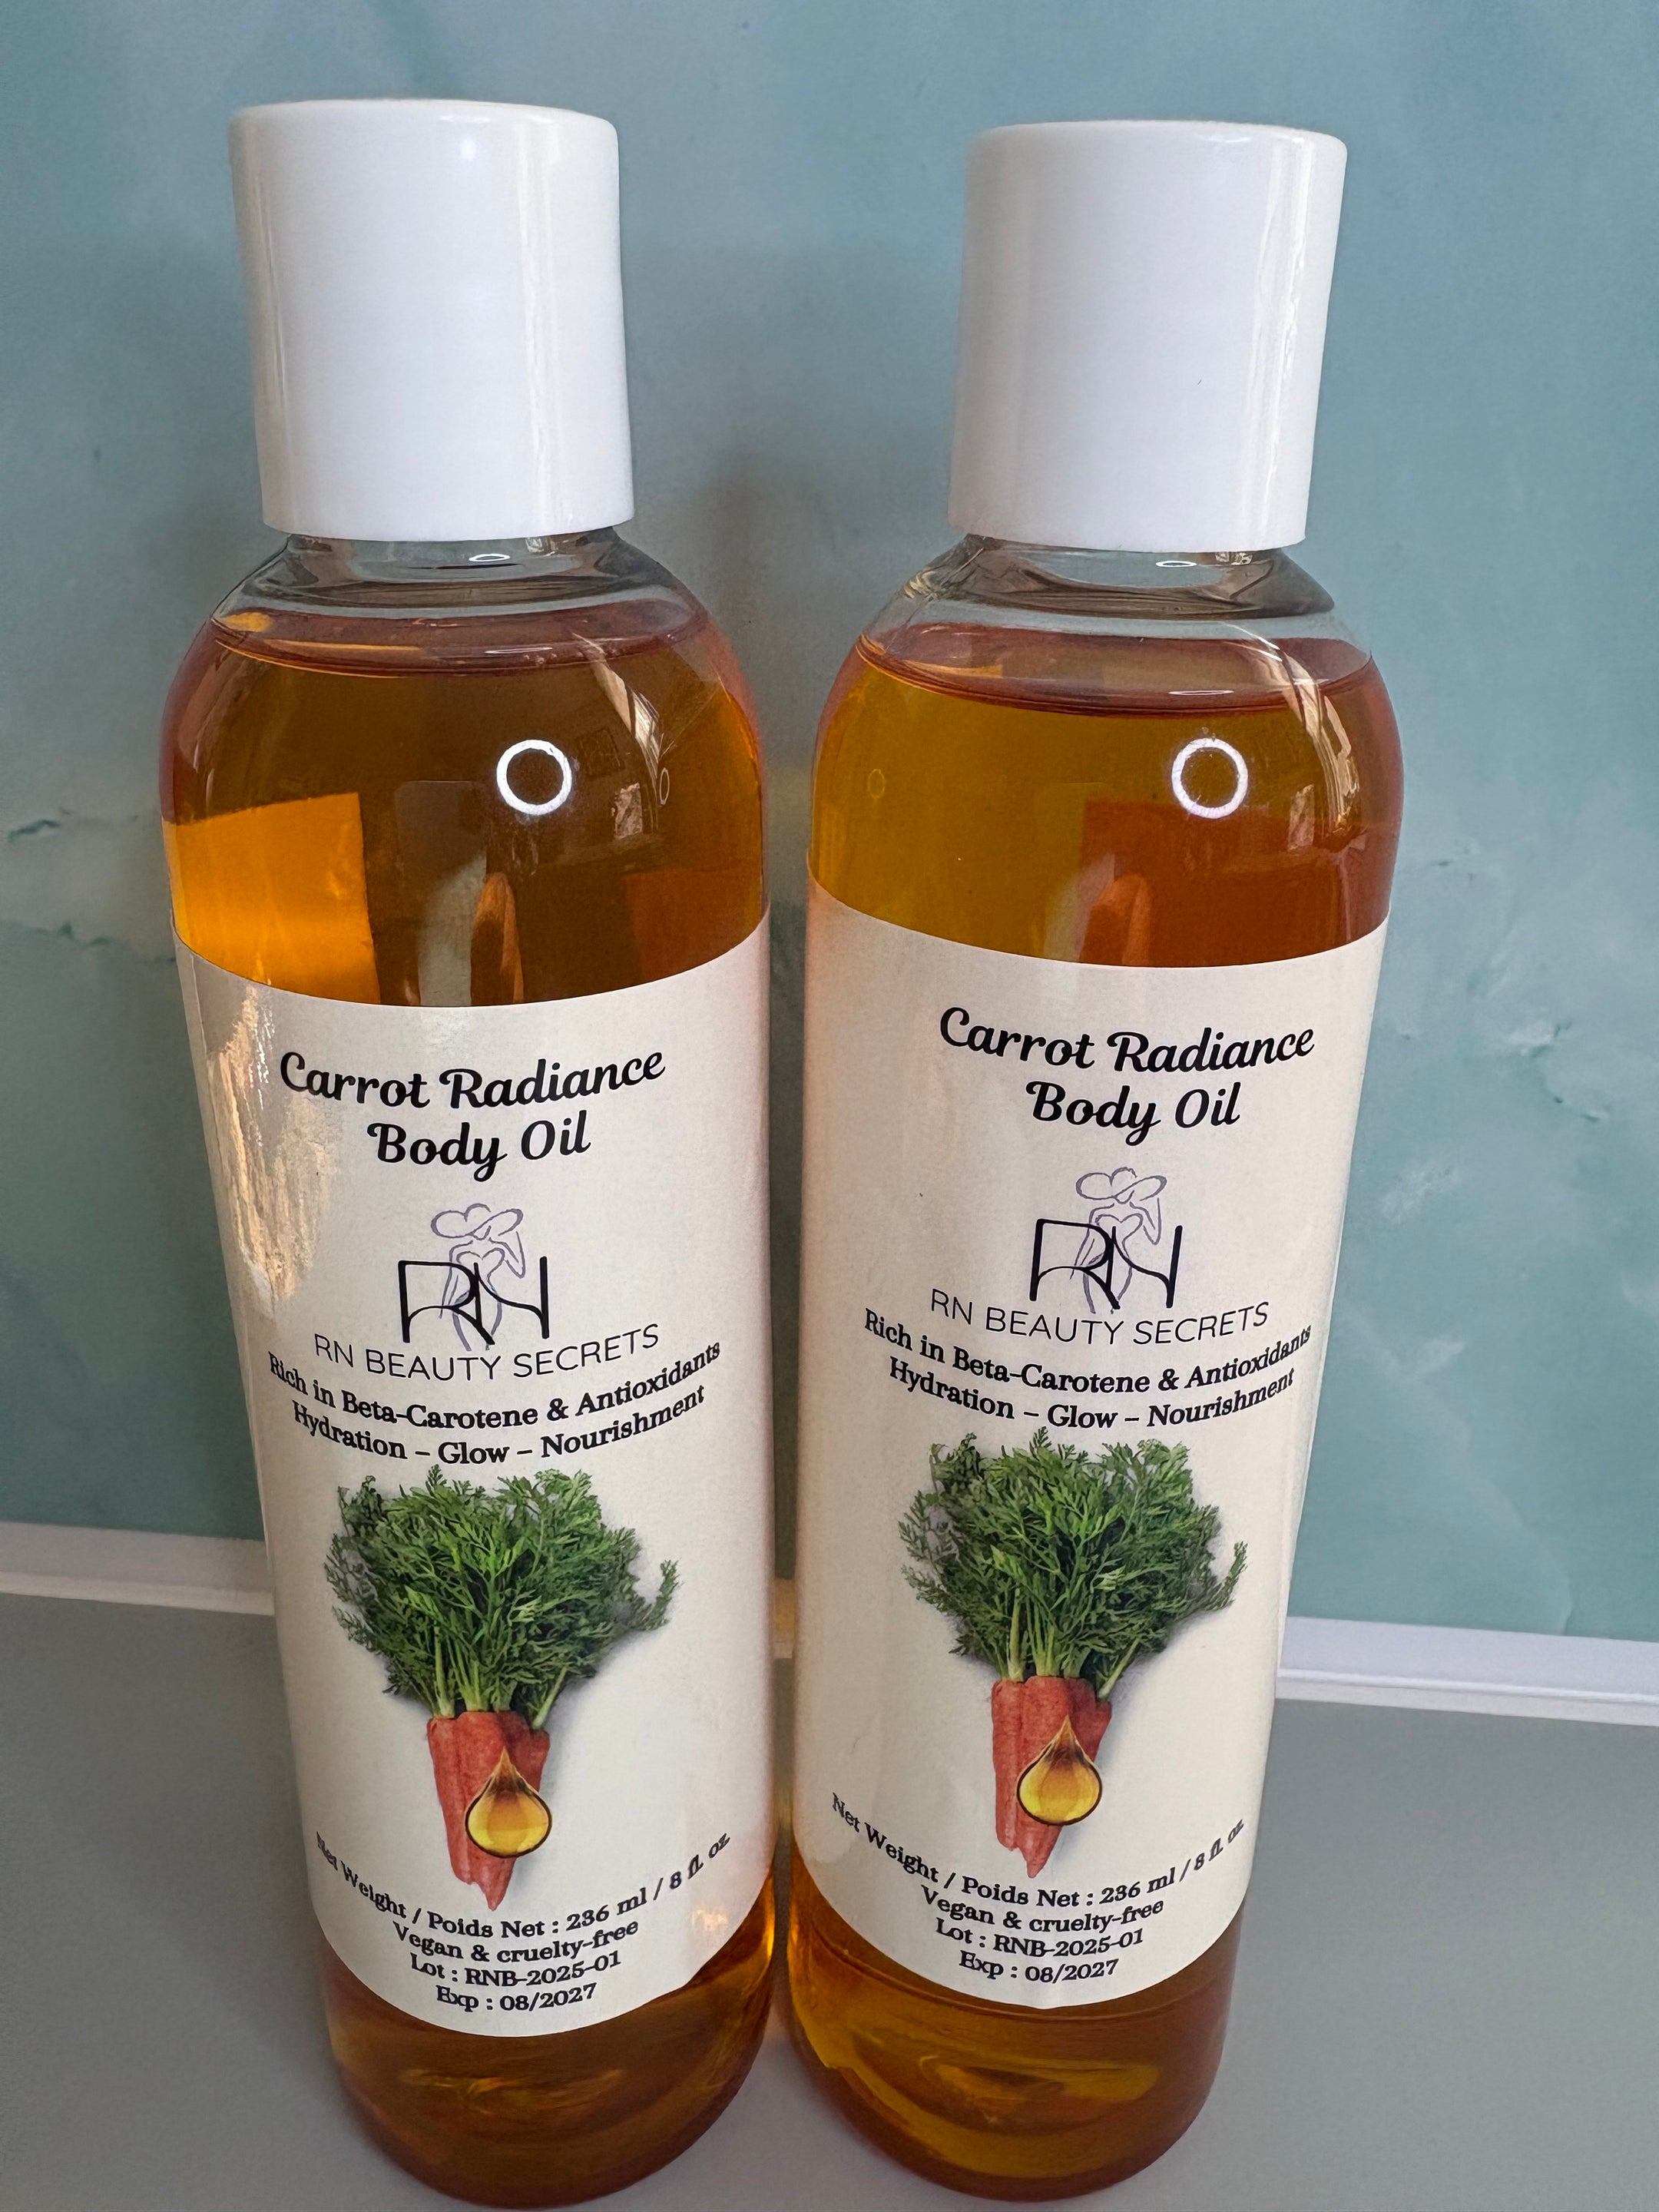 Carrot Radiance
Body Oil
RN
RN BEAUTY SECRETS
Rich in Beta-Carotene & Antioxidants
Hydration – Glow – Nourishment
Net Weight / Poids Net : 236 ml / 8 fl. oz
Vegan & cruelty-free
Lot : RNB-2025-01
Exp : 08/2027
Carrot Radiance
Body Oil
RN
RN BEAUTY SECRETS
Rich in Beta-Carotene & Antioxidants
Hydration – Glow – Nourishment
Net Weight / Poids Net : 236 ml / 8 fl. oz
Vegan & cruelty-free
Lot : RNB-2025-01
Exp : 08/2027